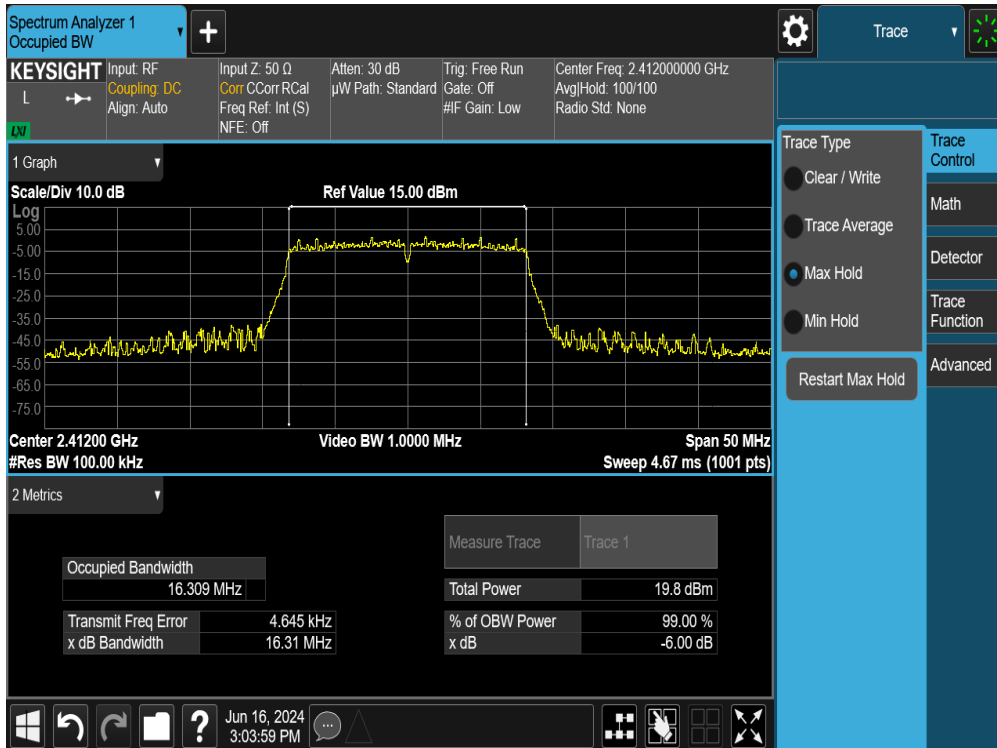 Spectrum Analyzer 1
Occupied BW
+
Trace
KEYSIGHT
L
LXI
Input: RF
Coupling: DC
Align: Auto
Input Z: 50 Ω
Corr CCorr RCal
Freq Ref: Int (S)
NFE: Off
Atten: 30 dB
µW Path: Standard
Trig: Free Run
Gate: Off
#IF Gain: Low
Center Freq: 2.412000000 GHz
Avg|Hold: 100/100
Radio Std: None
1 Graph
Scale/Div 10.0 dB
Ref Value 15.00 dBm
Log
5.00
-5.00
-15.0
-25.0
-35.0
-45.0
-55.0
-65.0
-75.0
Center 2.41200 GHz
Video BW 1.0000 MHz
Span 50 MHz
#Res BW 100.00 kHz
Sweep 4.67 ms (1001 pts)
2 Metrics
Measure Trace Trace 1
Occupied Bandwidth
16.309 MHz
Total Power 19.8 dBm
Transmit Freq Error 4.645 kHz
% of OBW Power 99.00 %
x dB Bandwidth 16.31 MHz
x dB -6.00 dB
Trace Type
Clear / Write
Trace Average
Max Hold
Min Hold
Restart Max Hold
Trace
Control
Math
Detector
Trace
Function
Advanced
?
Jun 16, 2024
3:03:59 PM